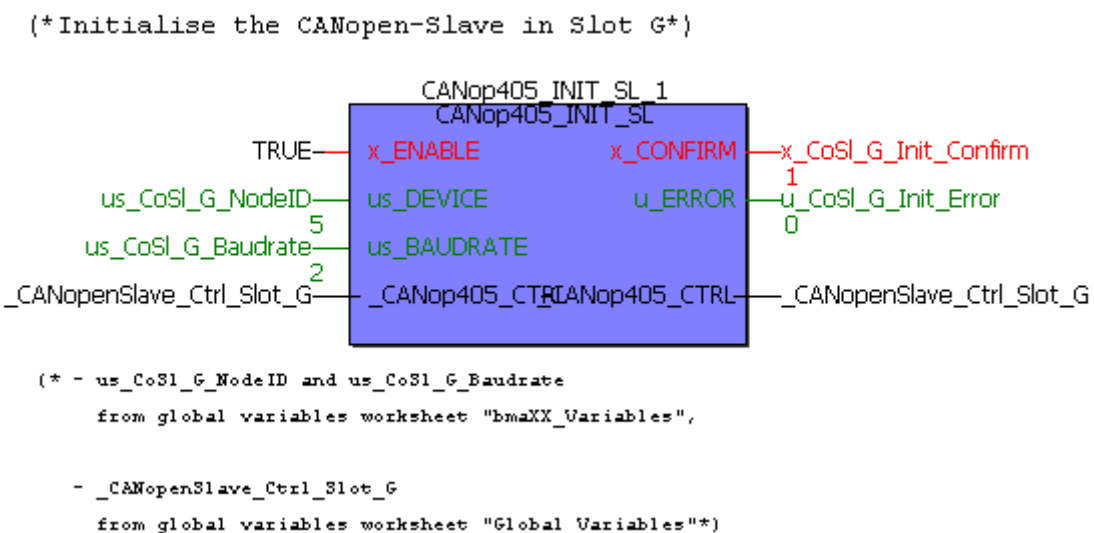 (*Initialise the CANopen-Slave in Slot G*)
CANop405_INIT_SL_1
CANop405_INIT_SL
TRUE x_ENABLE x_CONFIRM x_CoSl_G_Init_Confirm
1
us_CoSl_G_NodeID us_DEVICE u_ERROR u_CoSl_G_Init_Error
5 0
us_CoSl_G_Baudrate us_BAUDRATE
2
_CANopenSlave_Ctrl_Slot_G _CANop405_CTRL _CANop405_CTRL _CANopenSlave_Ctrl_Slot_G
(* - us_CoSl_G_NodeID and us_CoSl_G_Baudrate
from global variables worksheet "bmaXX_Variables",
- _CANopenSlave_Ctrl_Slot_G
from global variables worksheet "Global Variables"*)